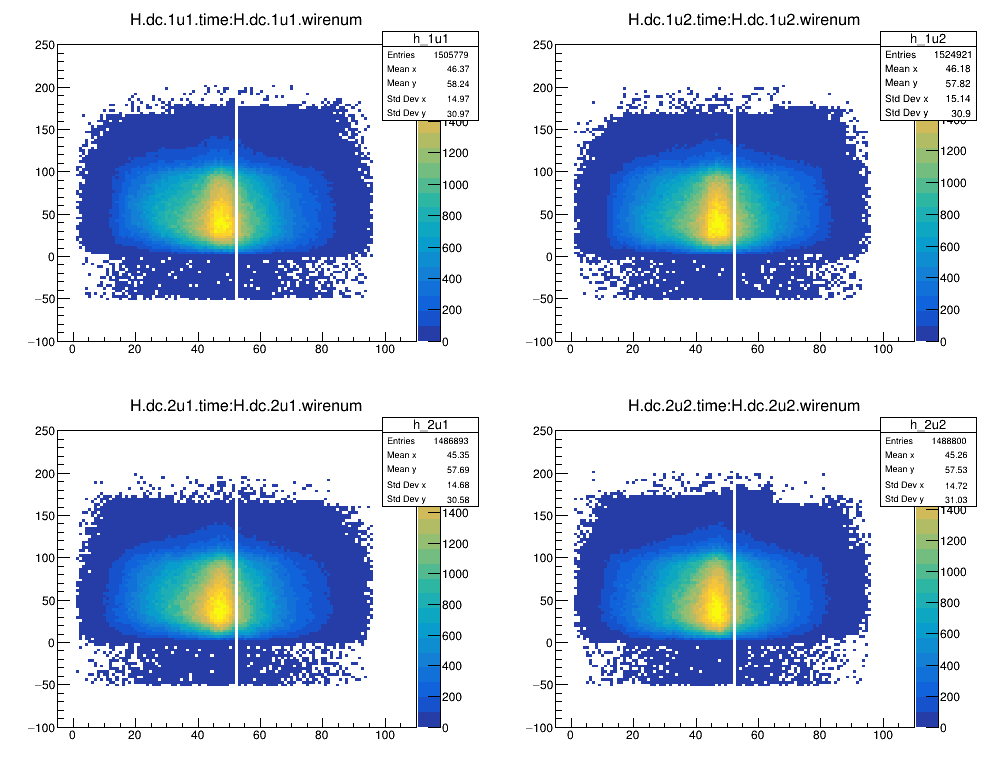 H.dc.1u1.time:H.dc.1u1.wirenum
h_1u1
Entries 1505779
Mean x 46.37
Mean y 58.24
Std Dev x 14.97
Std Dev y 30.97
250
200
150
100
50
0
−50
−100
0 20 40 60 80 100
1400
1200
1000
800
600
400
200
0
H.dc.1u2.time:H.dc.1u2.wirenum
h_1u2
Entries 1524921
Mean x 46.18
Mean y 57.82
Std Dev x 15.14
Std Dev y 30.9
250
200
150
100
50
0
−50
−100
0 20 40 60 80 100
1400
1200
1000
800
600
400
200
0
H.dc.2u1.time:H.dc.2u1.wirenum
h_2u1
Entries 1486893
Mean x 45.35
Mean y 57.69
Std Dev x 14.68
Std Dev y 30.58
250
200
150
100
50
0
−50
−100
0 20 40 60 80 100
1400
1200
1000
800
600
400
200
0
H.dc.2u2.time:H.dc.2u2.wirenum
h_2u2
Entries 1488800
Mean x 45.26
Mean y 57.53
Std Dev x 14.72
Std Dev y 31.03
250
200
150
100
50
0
−50
−100
0 20 40 60 80 100
1400
1200
1000
800
600
400
200
0